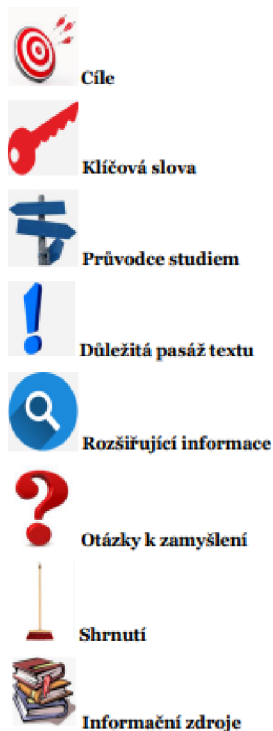 Cíle
Klíčová slova
Průvodce studiem
Důležitá pasáž textu
Rozšiřující informace
Otázky k zamyšlení
Shrnutí
Informační zdroje